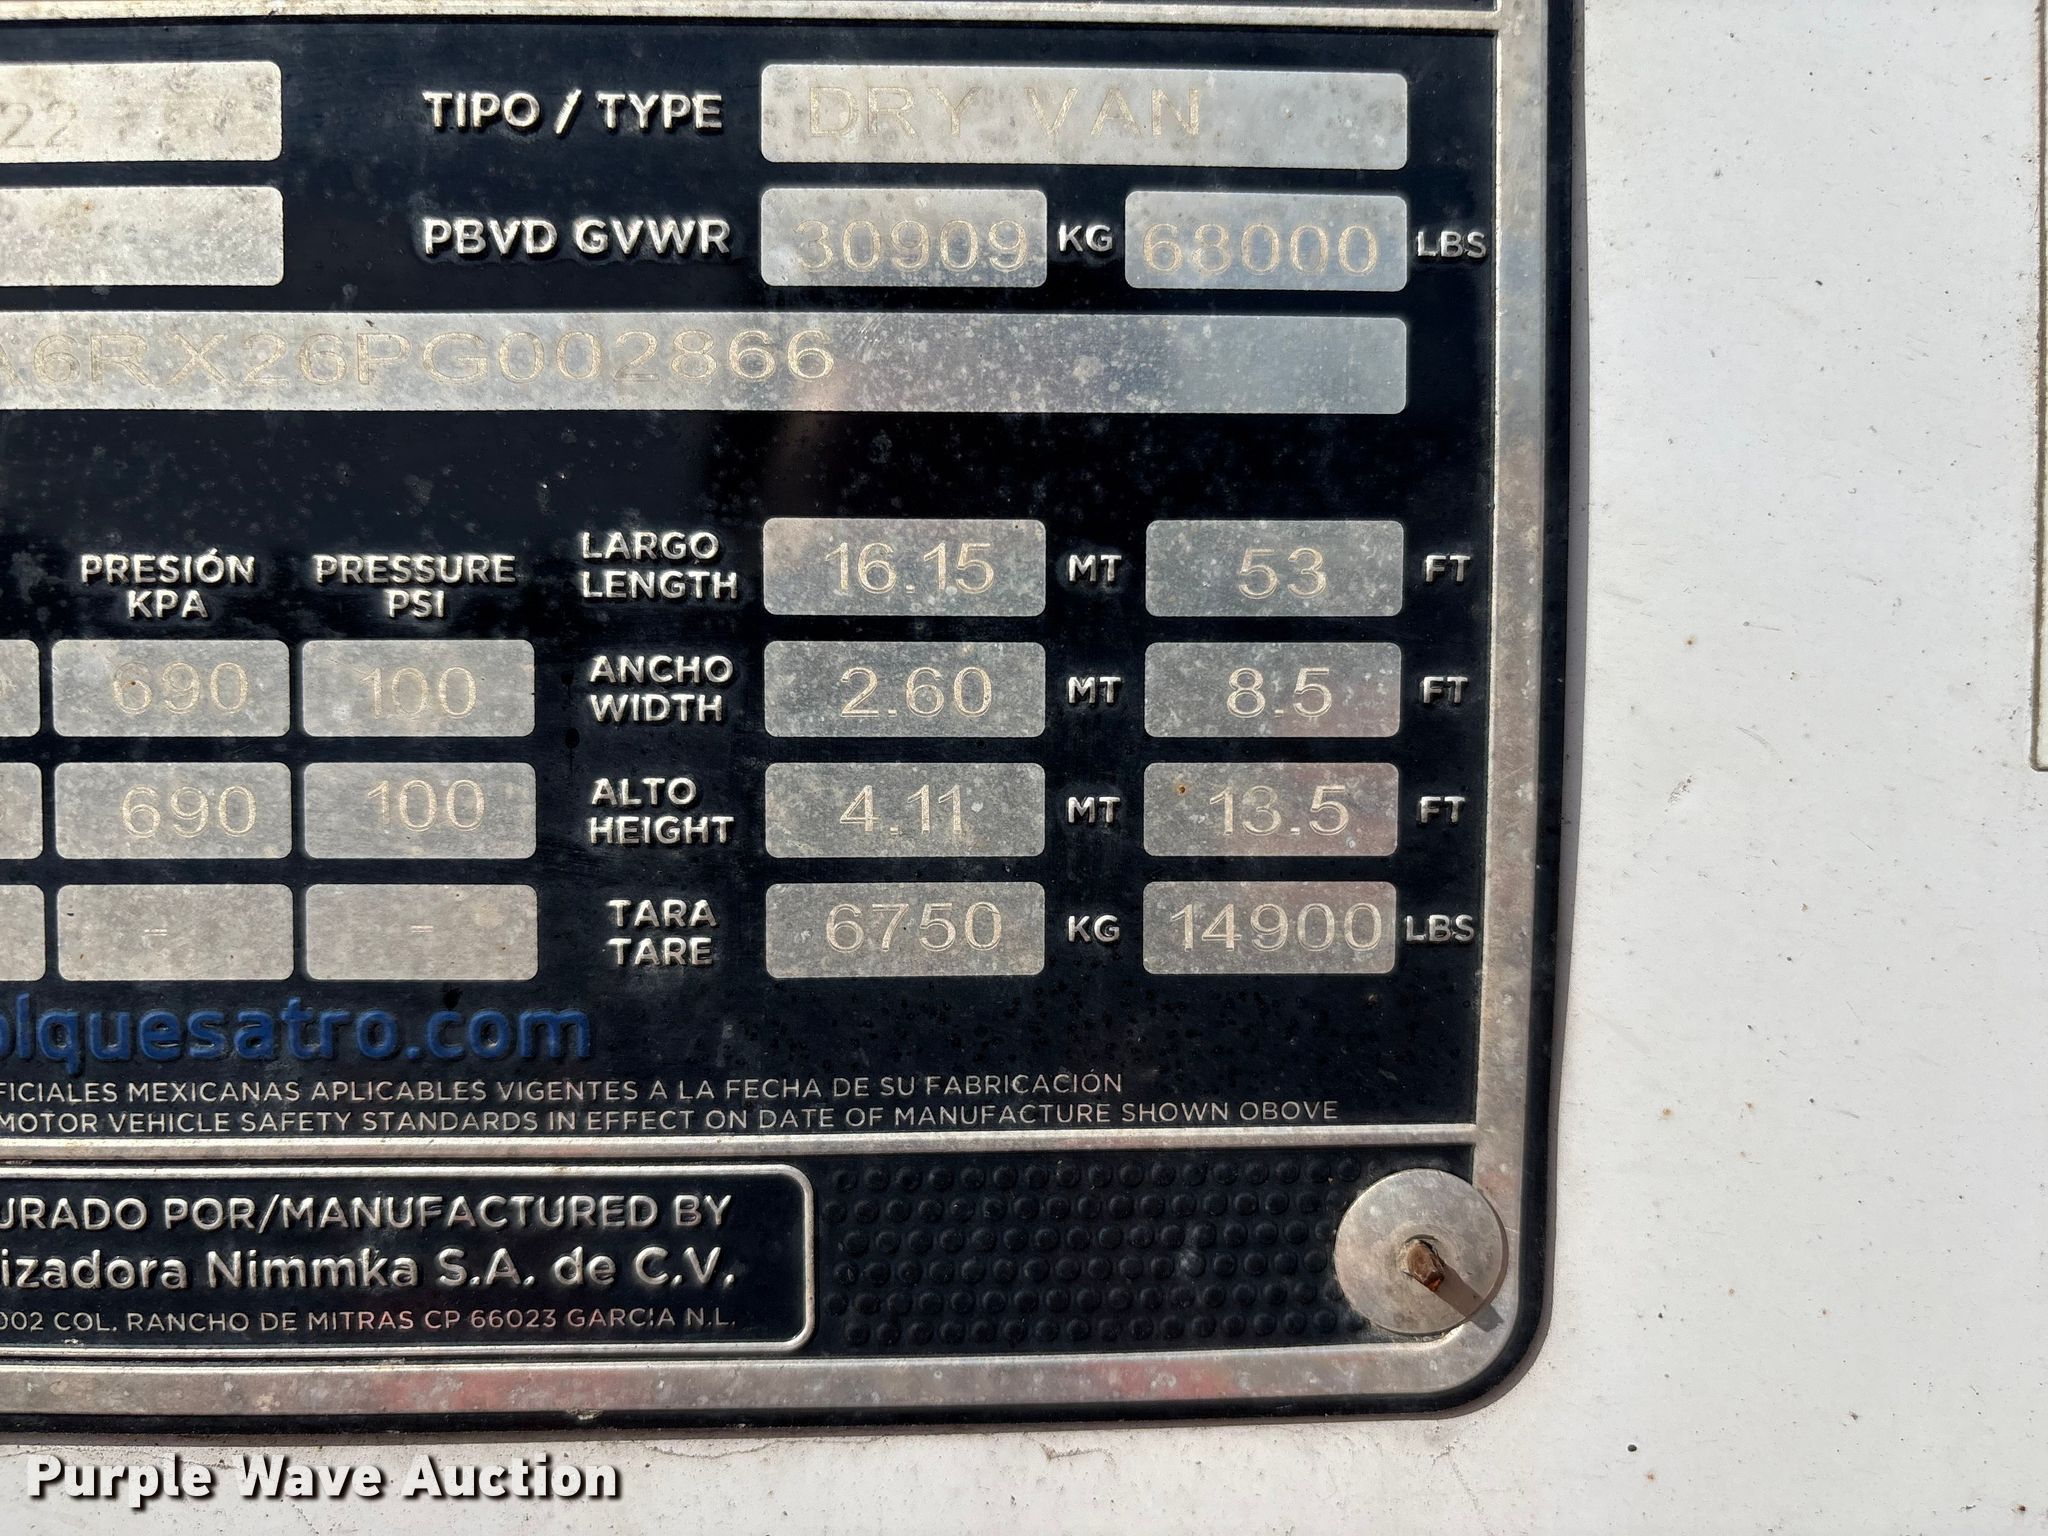 22
TIPO / TYPE DRY VAN
PBVD GVWR 30909 KG 68000 LBS
A6RX26PG002866
PRESIÓN KPA PRESSURE PSI
LARGO LENGTH 16.15 MT 53 FT
690 100 ANCHO WIDTH 2.60 MT 8.5 FT
690 100 ALTO HEIGHT 4.11 MT 13.5 FT
- - TARA TARE 6750 KG 14900 LBS
olquesatro.com
FICIALES MEXICANAS APLICABLES VIGENTES A LA FECHA DE SU FABRICACIÓN
MOTOR VEHICLE SAFETY STANDARDS IN EFFECT ON DATE OF MANUFACTURE SHOWN OBOVE
URADO POR/MANUFACTURED BY
izadora Nimmka S.A. de C.V.
002 COL. RANCHO DE MITRAS CP 66023 GARCIA N.L.
Purple Wave Auction